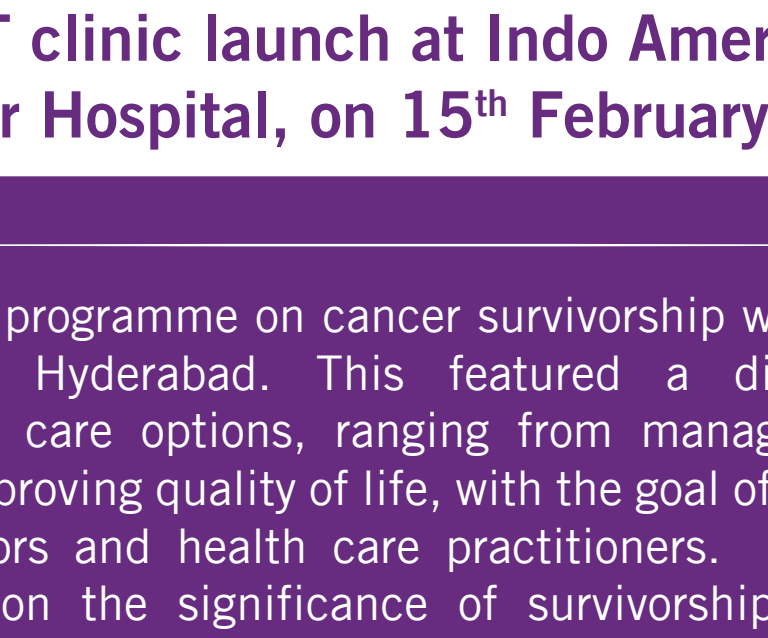 T clinic launch at Indo Amer
r Hospital, on 15th February
programme on cancer survivorship w
Hyderabad. This featured a di
care options, ranging from manag
proving quality of life, with the goal of
ors and health care practitioners.
on the significance of survivorship